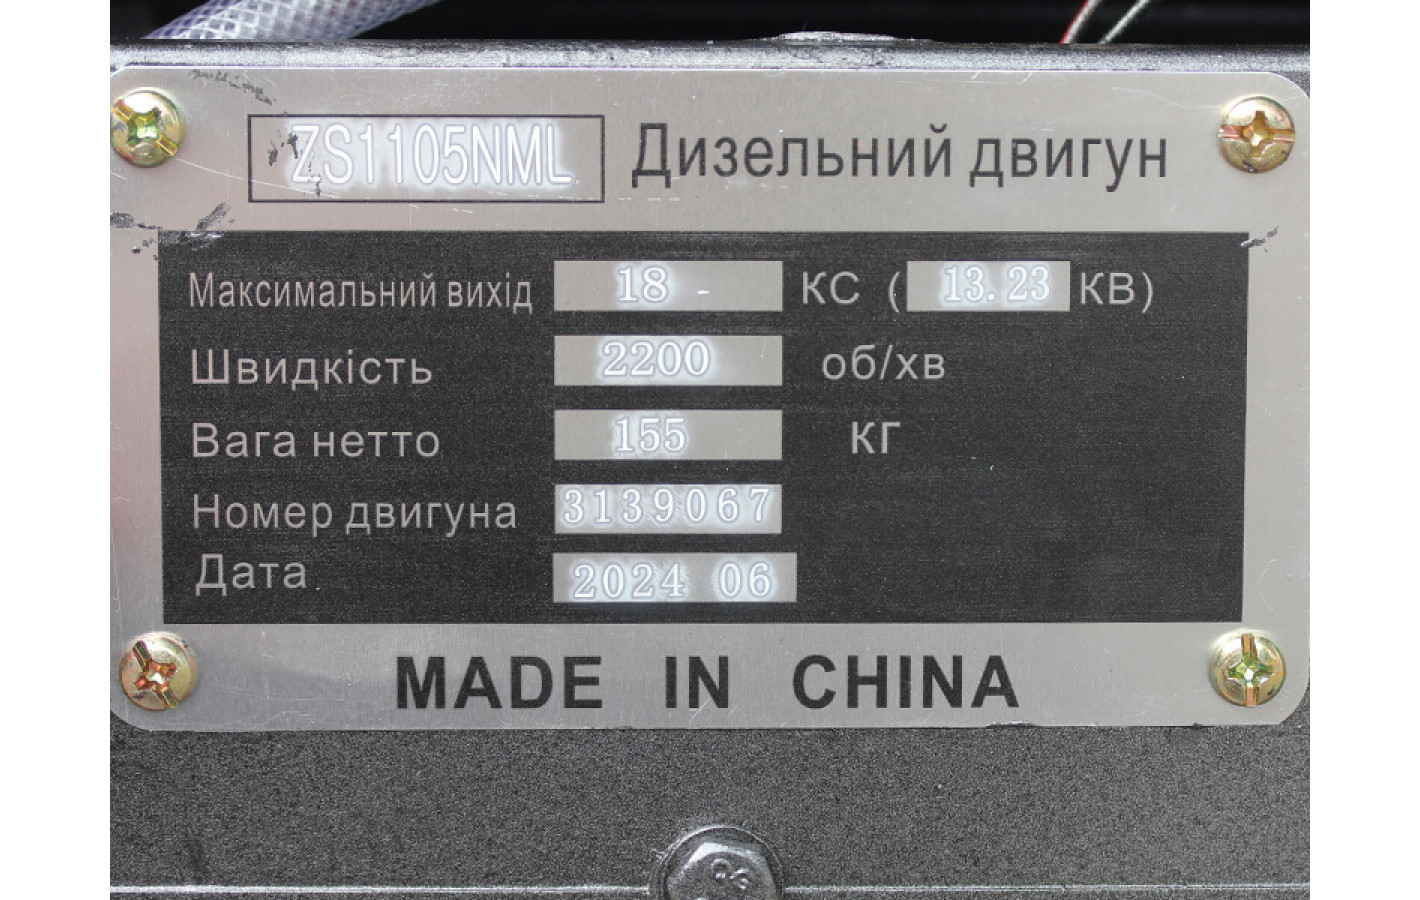 ZS1105NML Дизельний двигун
Максимальний вихід 18 КС (13.23 КВ)
Швидкість 2200 об/хв
Вага нетто 155 КГ
Номер двигуна 3139067
Дата 2024 06
MADE IN CHINA